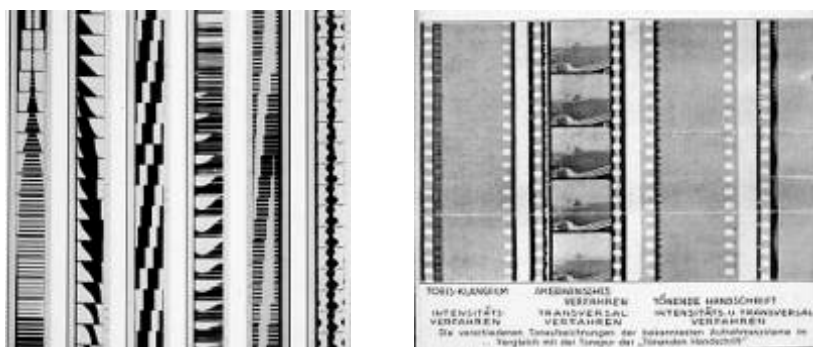 TOBIS-KLANGFILM
INTENSITÄTS-
VERFAHREN
AMERIKANISCHES
VERFAHREN
TRANSVERSAL
VERFAHREN
TÖNENDE HANDSCHRIFT
INTENSITÄTS-U. TRANSVERSAL
VERFAHREN
Die verschiedenen Tonaufzeichnungen der bekanntesten Aufnahmesysteme im
Vergleich mit der Tonspur der „Tönenden Handschrift"